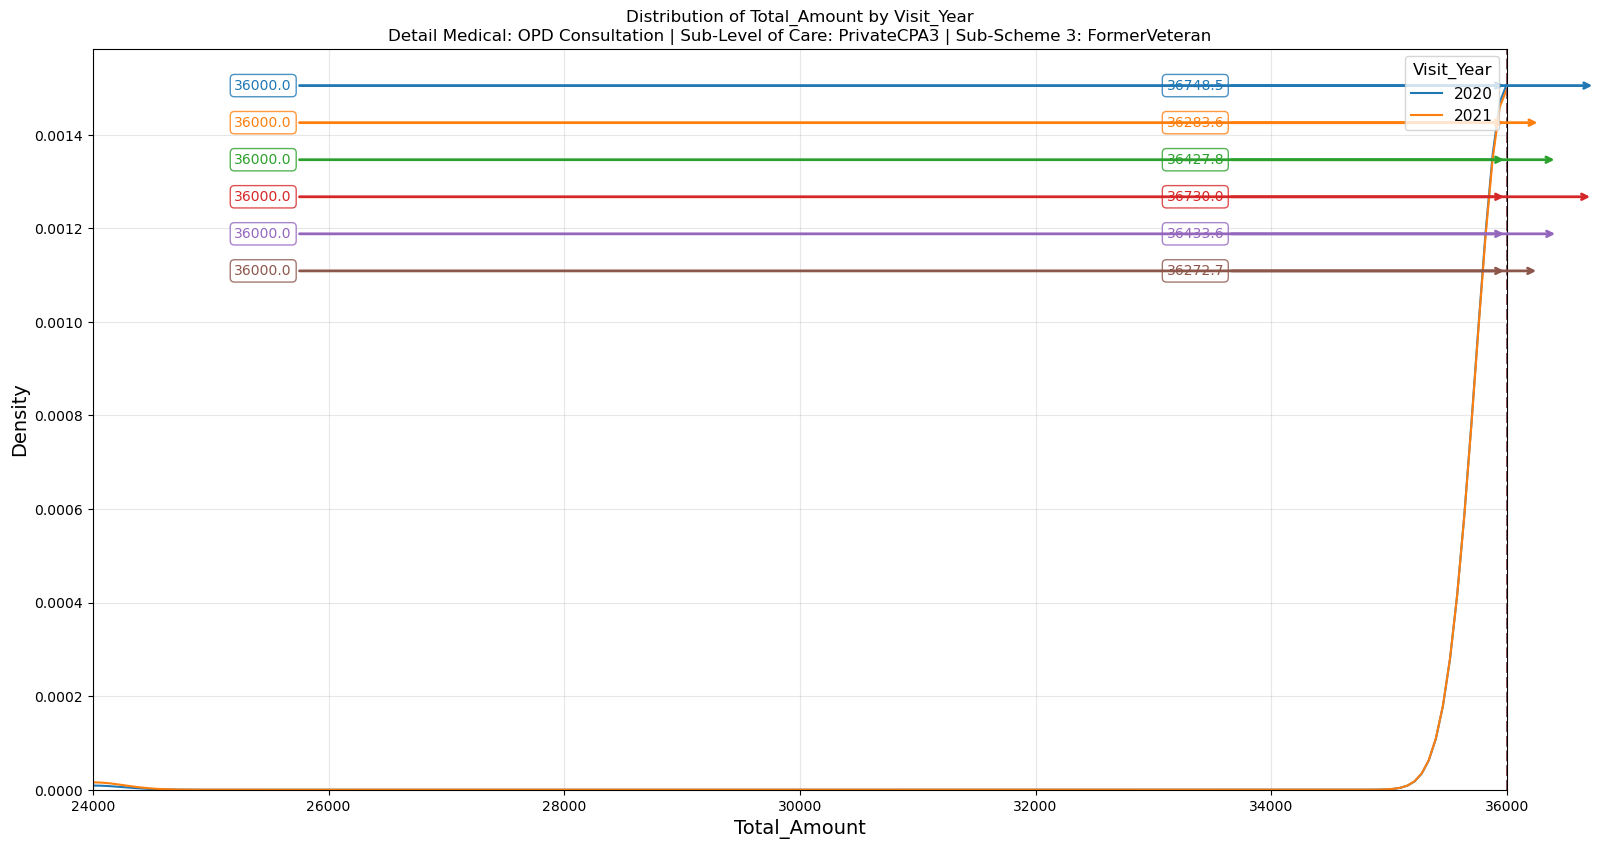 Distribution of Total_Amount by Visit_Year
Detail Medical: OPD Consultation | Sub-Level of Care: PrivateCPA3 | Sub-Scheme 3: FormerVeteran
Visit_Year
2020
2021
36000.0 36748.5
36000.0 36283.6
36000.0 36427.8
36000.0 36730.0
36000.0 36433.6
36000.0 36272.7
Density
0.0014
0.0012
0.0010
0.0008
0.0006
0.0004
0.0002
0.0000
24000 26000 28000 30000 32000 34000 36000
Total_Amount